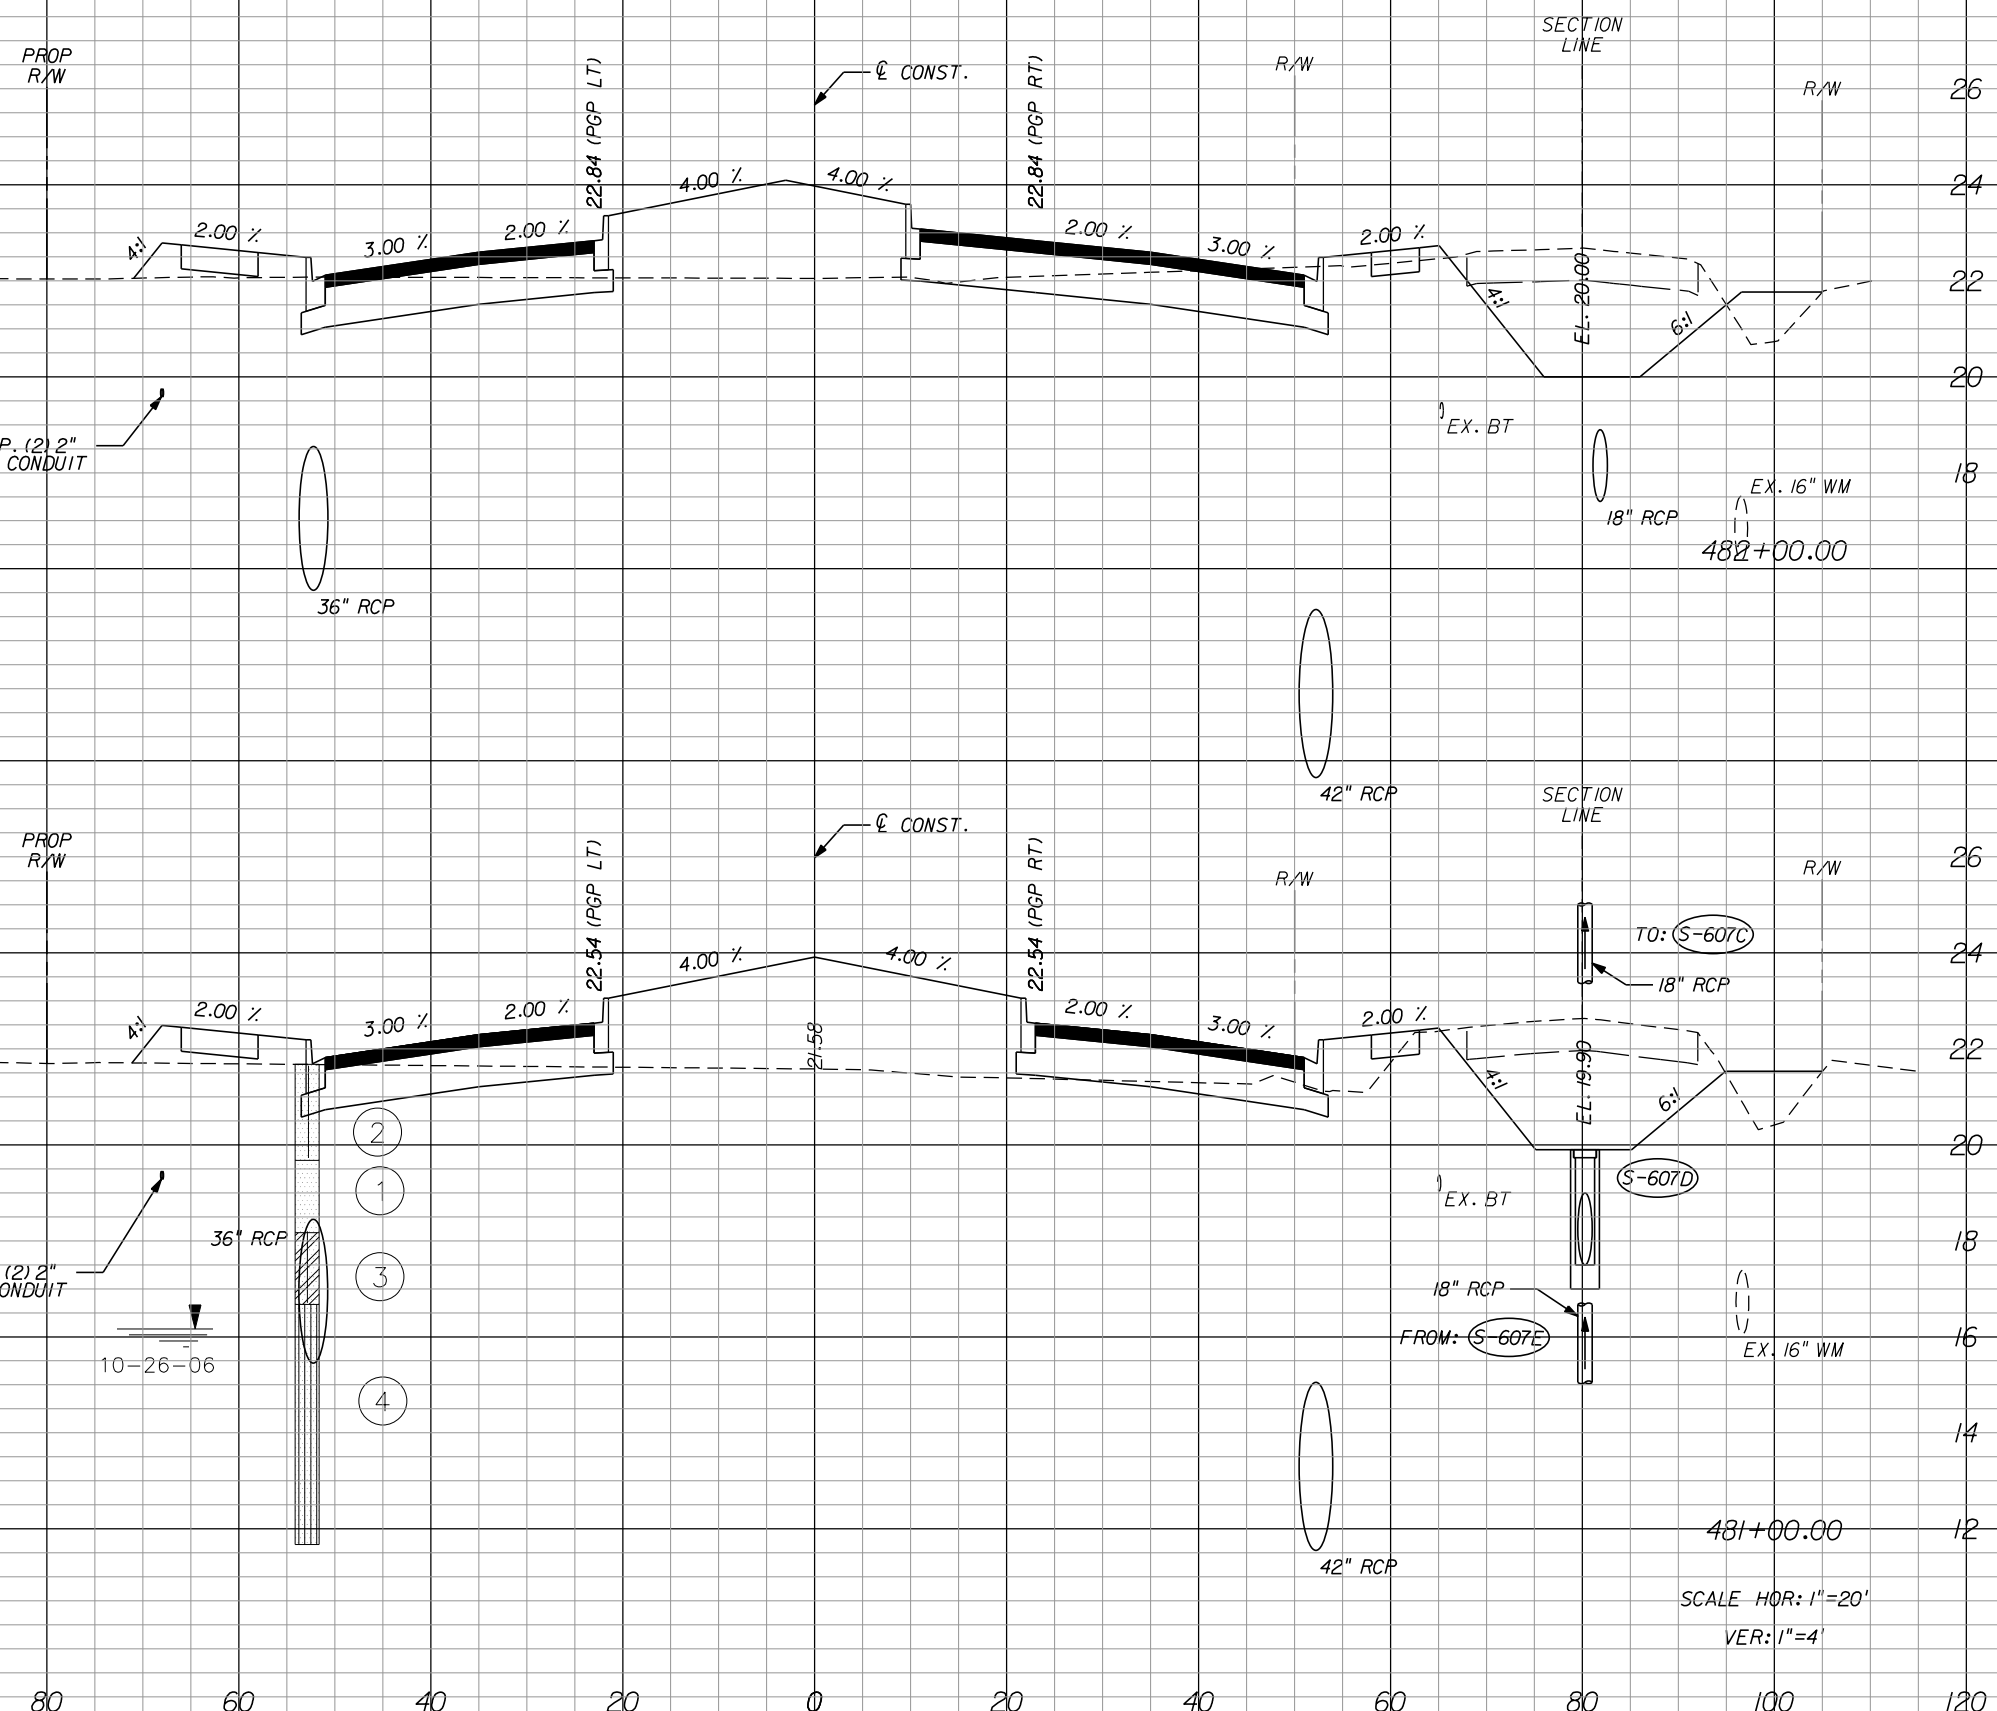 SECTION
LINE
PROP
R/W
22.84 (PGP LT)
℄ CONST.
22.84 (PGP RT)
R/W
R/W
26
4:1
2.00 %
3.00 %
2.00 %
4.00 %
4.00 %
2.00 %
3.00 %
2.00 %
24
4:1
EL. 20.00
6:1
22
20
P. (2) 2"
CONDUIT
EX. BT
18
EX. 16" WM
18" RCP
482+00.00
36" RCP
42" RCP
SECTION
LINE
PROP
R/W
22.54 (PGP LT)
℄ CONST.
22.54 (PGP RT)
R/W
R/W
26
TO: S-607C
24
18" RCP
4:1
2.00 %
3.00 %
2.00 %
4.00 %
4.00 %
21.58
2.00 %
3.00 %
2.00 %
22
4:1
EL. 19.90
6:1
2
20
1
S-607D
EX. BT
36" RCP
18
3
(2) 2"
ONDUIT
18" RCP
FROM: S-607E
16
EX. 16" WM
10-26-06
4
14
481+00.00
12
42" RCP
SCALE HOR: 1"=20'
VER: 1"=4'
80 60 40 20 0 20 40 60 80 100 120